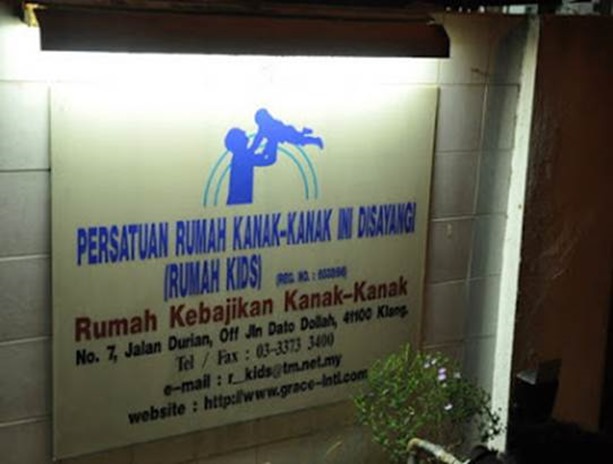 PERSATUAN RUMAH KANAK-KANAK INI DISAYANGI
(RUMAH KIDS) (REG. NO. :
Rumah Kebajikan Kanak-Kanak
No. 7, Jalan Durian, Off Jln Dato Dollah, 41100 Klang.
Tel / Fax : 03-3373 3400
e-mail : r_kids@tm.net.my
website : http://www.grace-intl.com